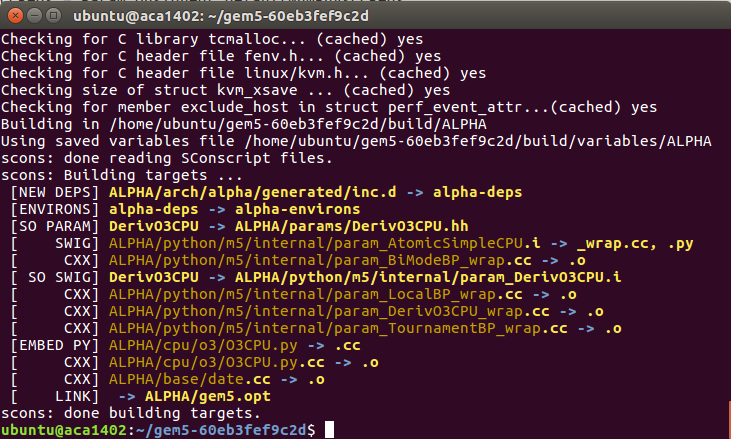 ubuntu@aca1402: ~/gem5-60eb3fef9c2d
Checking for C library tcmalloc... (cached) yes
Checking for C header file fenv.h... (cached) yes
Checking for C header file linux/kvm.h... (cached) yes
Checking size of struct kvm_xsave ... (cached) yes
Checking for member exclude_host in struct perf_event_attr...(cached) yes
Building in /home/ubuntu/gem5-60eb3fef9c2d/build/ALPHA
Using saved variables file /home/ubuntu/gem5-60eb3fef9c2d/build/variables/ALPHA
scons: done reading SConscript files.
scons: Building targets ...
[NEW DEPS] ALPHA/arch/alpha/generated/inc.d -> alpha-deps
[ENVIRONS] alpha-deps -> alpha-environs
[SO PARAM] DerivO3CPU -> ALPHA/params/DerivO3CPU.hh
[    SWIG] ALPHA/python/m5/internal/param_AtomicSimpleCPU.i -> _wrap.cc, .py
[     CXX] ALPHA/python/m5/internal/param_BiModeBP_wrap.cc -> .o
[ SO SWIG] DerivO3CPU -> ALPHA/python/m5/internal/param_DerivO3CPU.i
[     CXX] ALPHA/python/m5/internal/param_LocalBP_wrap.cc -> .o
[     CXX] ALPHA/python/m5/internal/param_DerivO3CPU_wrap.cc -> .o
[     CXX] ALPHA/python/m5/internal/param_TournamentBP_wrap.cc -> .o
[EMBED PY] ALPHA/cpu/o3/O3CPU.py -> .cc
[     CXX] ALPHA/cpu/o3/O3CPU.py.cc -> .o
[     CXX] ALPHA/base/date.cc -> .o
[    LINK]  -> ALPHA/gem5.opt
scons: done building targets.
ubuntu@aca1402:~/gem5-60eb3fef9c2d$